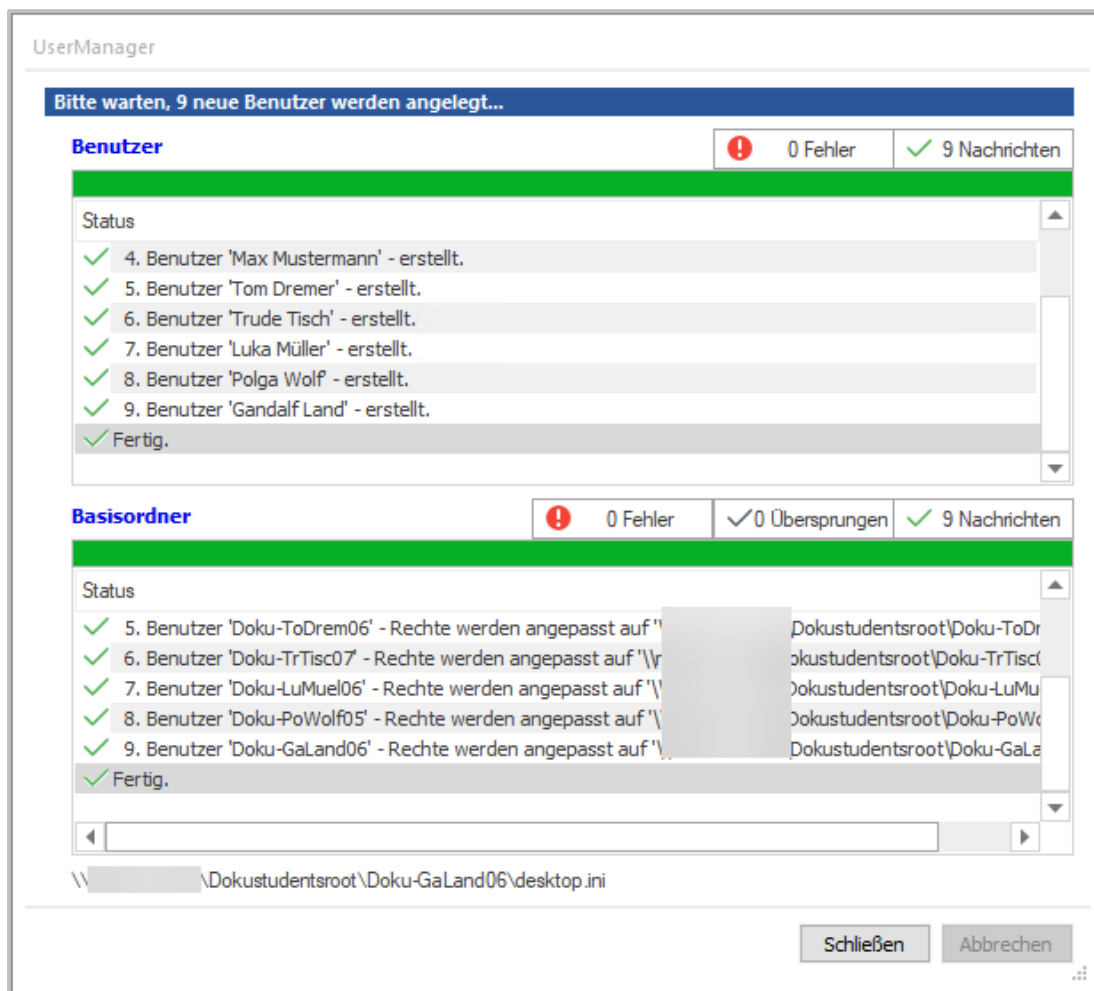 UserManager
Bitte warten, 9 neue Benutzer werden angelegt...
Benutzer 0 Fehler 9 Nachrichten
Status
4. Benutzer 'Max Mustermann' - erstellt.
5. Benutzer 'Tom Dremer' - erstellt.
6. Benutzer 'Trude Tisch' - erstellt.
7. Benutzer 'Luka Müller' - erstellt.
8. Benutzer 'Polga Wolf' - erstellt.
9. Benutzer 'Gandalf Land' - erstellt.
Fertig.
Basisordner 0 Fehler 0 Übersprungen 9 Nachrichten
Status
5. Benutzer 'Doku-ToDrem06' - Rechte werden angepasst auf '\ \Dokustudentsroot\Doku-ToDr
6. Benutzer 'Doku-TrTisc07' - Rechte werden angepasst auf '\\ okustudentsroot\Doku-TrTisc
7. Benutzer 'Doku-LuMuel06' - Rechte werden angepasst auf '\ Dokustudentsroot\Doku-LuMu
8. Benutzer 'Doku-PoWolf05' - Rechte werden angepasst auf '\ Dokustudentsroot\Doku-PoWo
9. Benutzer 'Doku-GaLand06' - Rechte werden angepasst auf '\ \Dokustudentsroot\Doku-GaLa
Fertig.
\\ \Dokustudentsroot\Doku-GaLand06\desktop.ini
Schließen Abbrechen